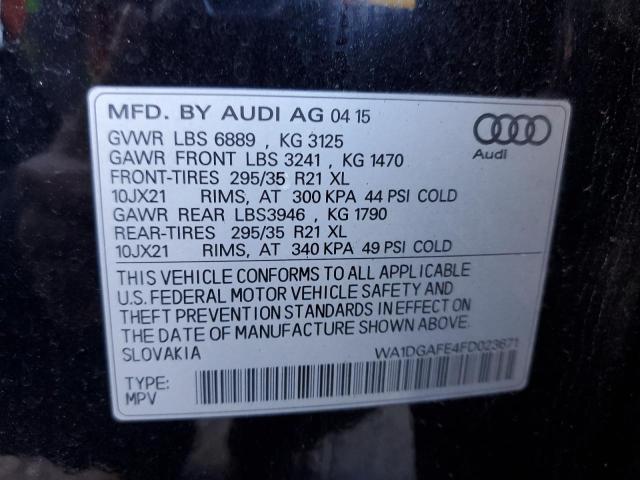 MFD. BY AUDI AG 04 15
GVWR LBS 6889 , KG 3125
GAWR FRONT LBS 3241 , KG 1470
FRONT-TIRES 295/35 R21 XL
10JX21 RIMS, AT 300 KPA 44 PSI COLD
GAWR REAR LBS3946 , KG 1790
REAR-TIRES 295/35 R21 XL
10JX21 RIMS, AT 340 KPA 49 PSI COLD
Audi
THIS VEHICLE CONFORMS TO ALL APPLICABLE
U.S. FEDERAL MOTOR VEHICLE SAFETY AND
THEFT PREVENTION STANDARDS IN EFFECT ON
THE DATE OF MANUFACTURE SHOWN ABOVE.
SLOVAKIA WA1DGAFE4FD023671
TYPE:
MPV